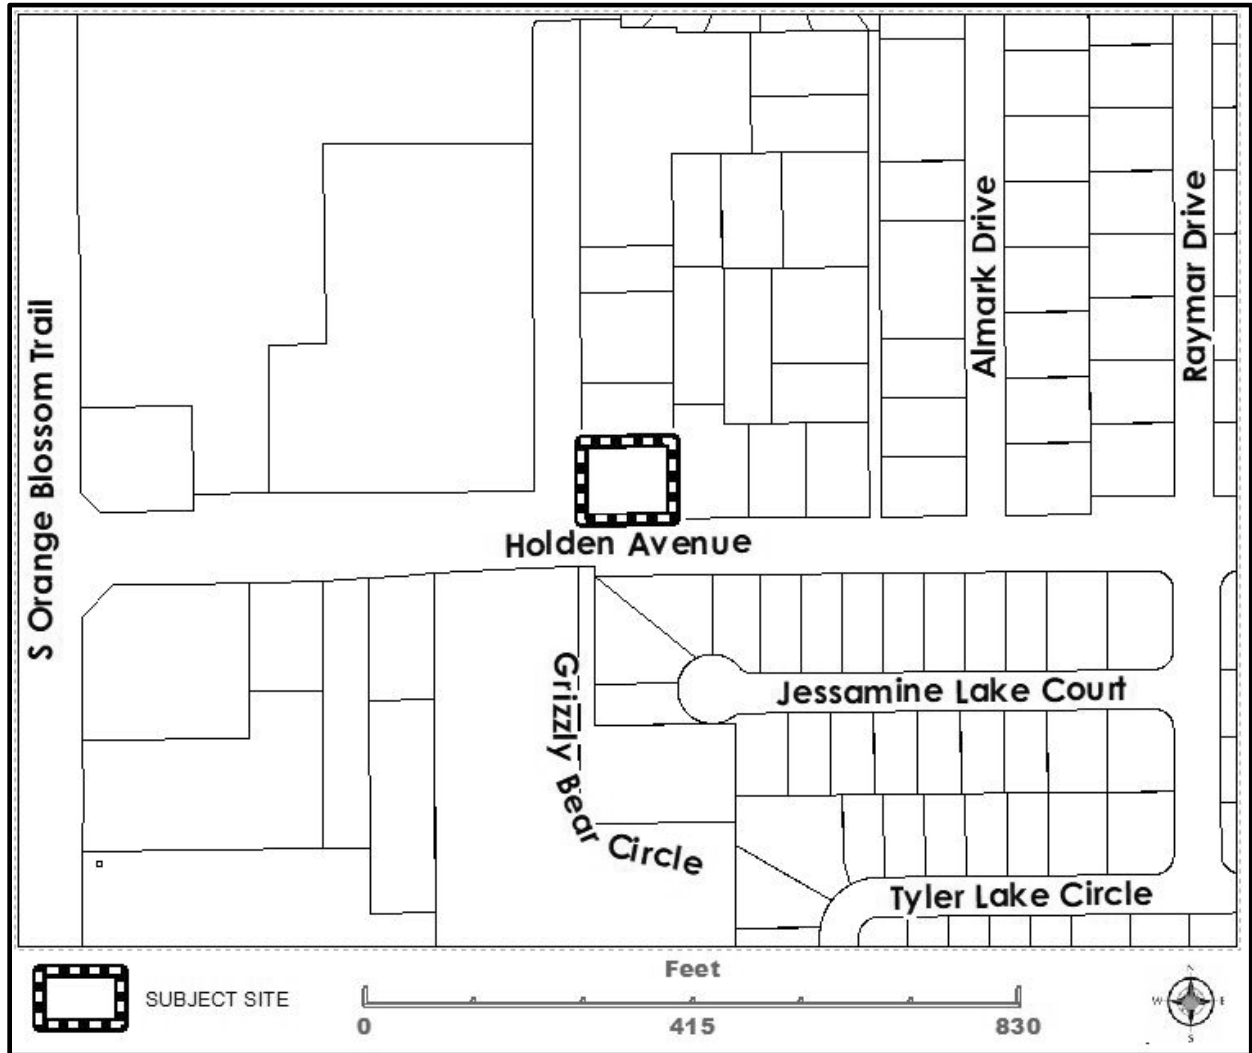 S Orange Blossom Trail
Almark Drive
Raymar Drive
Holden Avenue
Grizzly Bear Circle
Jessamine Lake Court
Tyler Lake Circle
SUBJECT SITE
Feet
0 415 830
N
W E
S